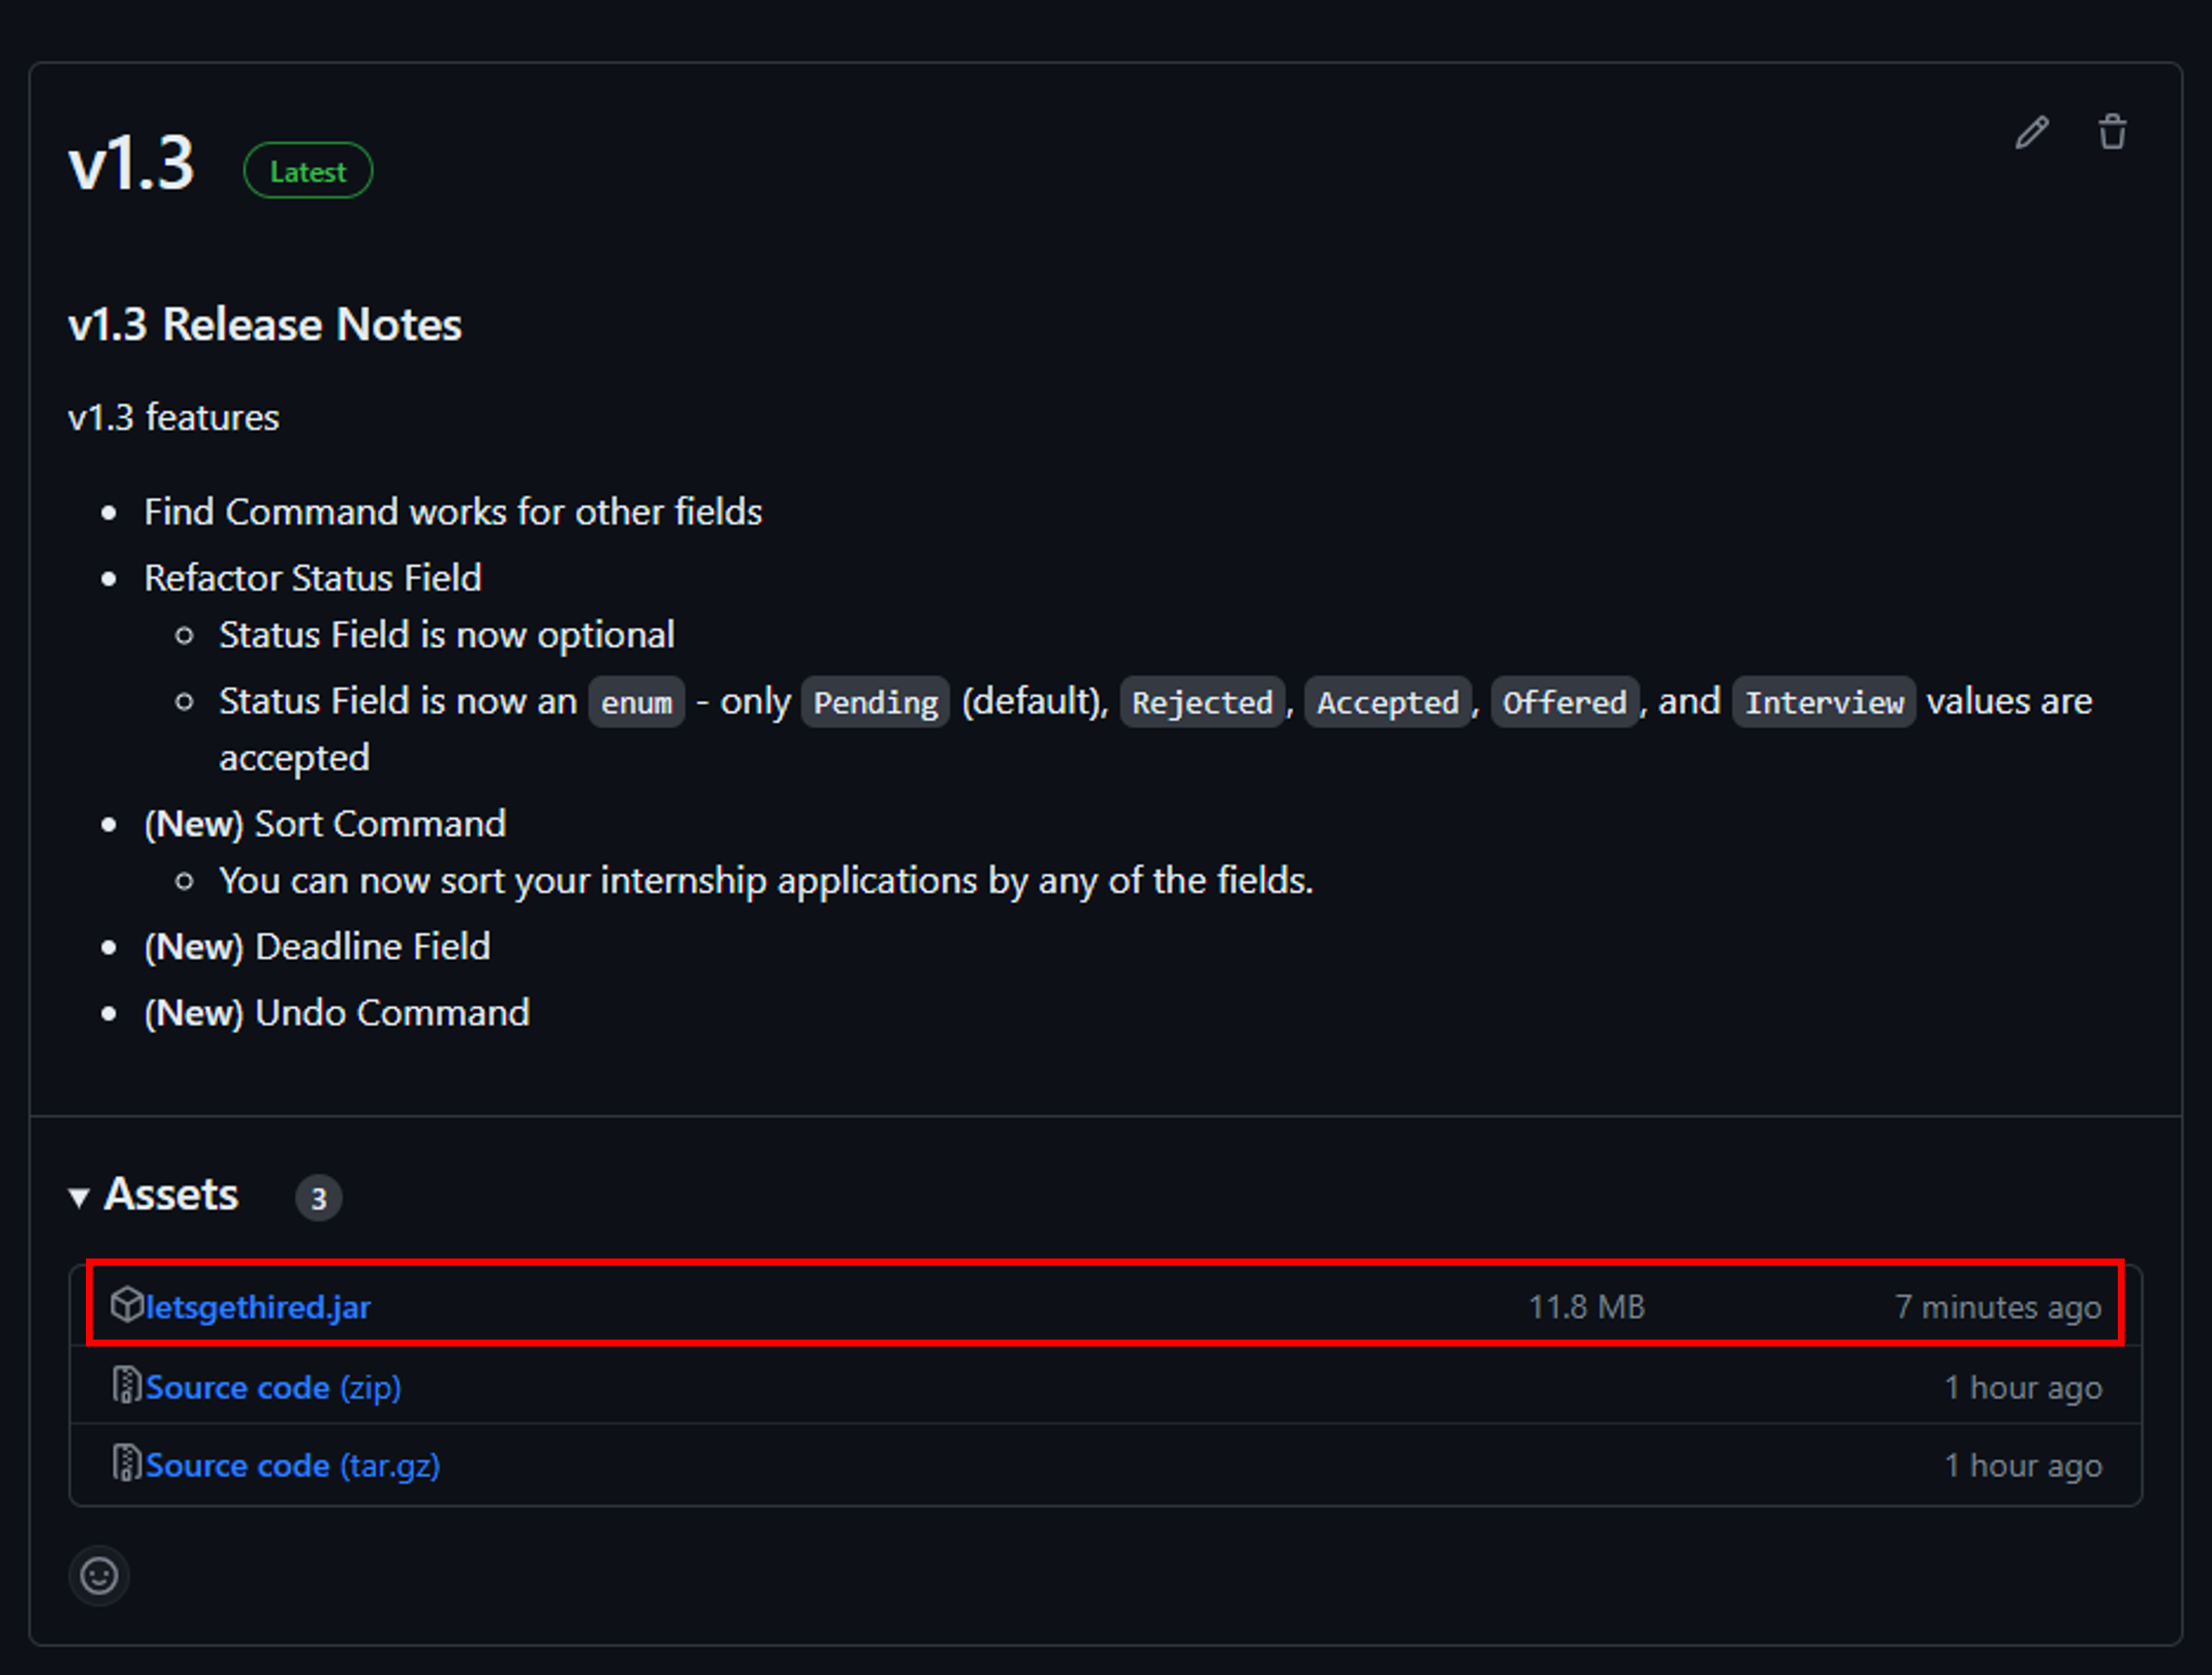 v1.3 Latest
v1.3 Release Notes
v1.3 features
Find Command works for other fields
Refactor Status Field
Status Field is now optional
Status Field is now an enum - only Pending (default), Rejected, Accepted, Offered, and Interview values are
accepted
(New) Sort Command
You can now sort your internship applications by any of the fields.
(New) Deadline Field
(New) Undo Command
Assets 3
letsgethired.jar 11.8 MB 7 minutes ago
Source code (zip) 1 hour ago
Source code (tar.gz) 1 hour ago